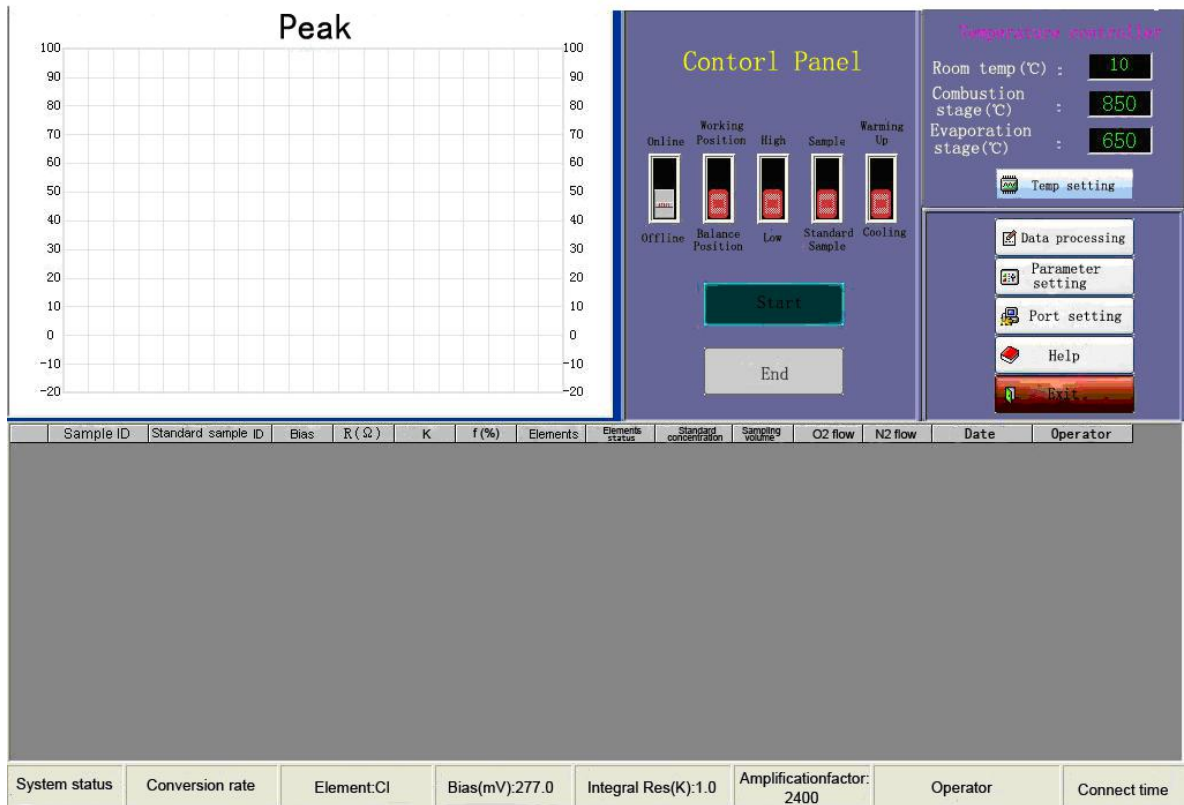 Peak
100
90
80
70
60
50
40
30
20
10
0
-10
-20
100
90
80
70
60
50
40
30
20
10
0
-10
-20
Contorl Panel
Online
Working
Position
High
Sample
Warming
Up
Offline
Balance
Position
Low
Standard
Sample
Cooling
Start
End
Temperature controller
Room temp(℃) : 10
Combustion
stage(℃) : 850
Evaporation
stage(℃) : 650
Temp setting
Data processing
Parameter
setting
Port setting
Help
Exit
Sample ID
Standard sample ID
Bias
R(Ω)
K
f(%)
Elements
Elements
status
Standard
concentration
Sampling
volume
O2 flow
N2 flow
Date
Operator
System status
Conversion rate
Element:Cl
Bias(mV):277.0
Integral Res(K):1.0
Amplificationfactor:
2400
Operator
Connect time